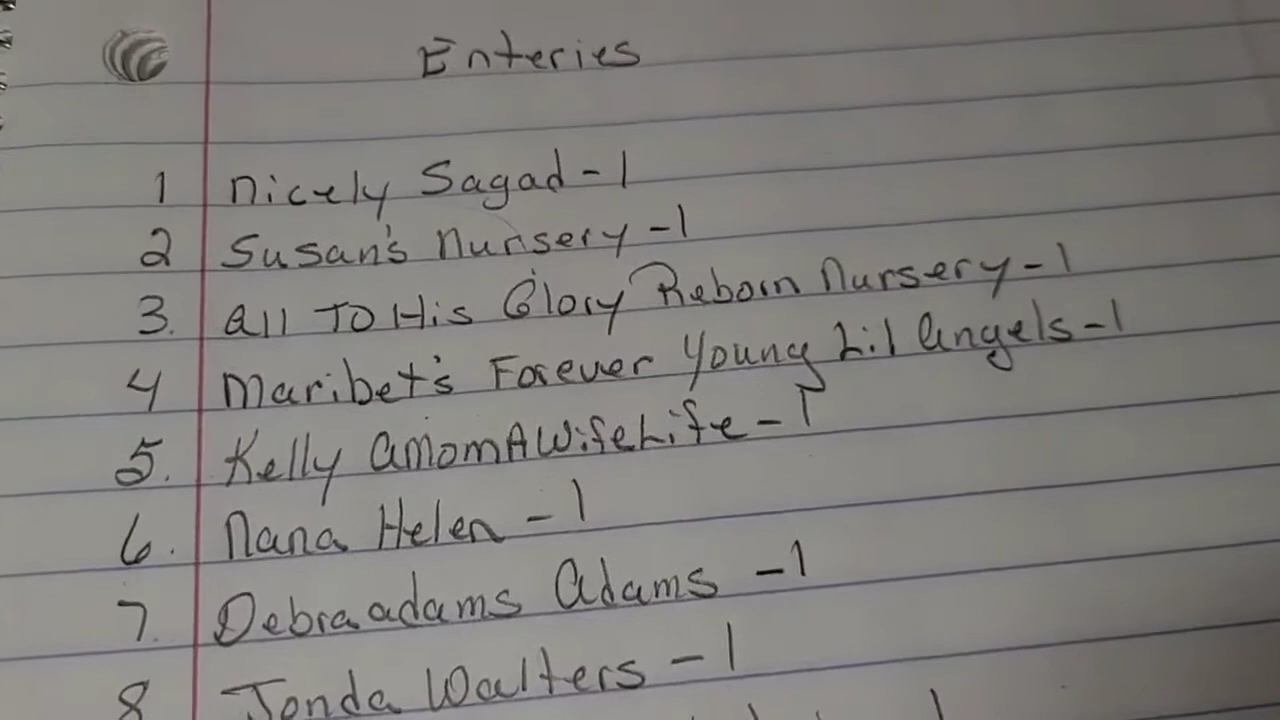 Enteries
1 Nicely Sagad - 1
2 Susan's Nursery - 1
3. All To His Glory Reborn Nursery - 1
4 Maribet's Forever Young Lil Angels - 1
5. Kelly AMomAWifeLife - 1
6. Nana Helen - 1
7. Debraadams Adams - 1
8 Jonda Walters - 1